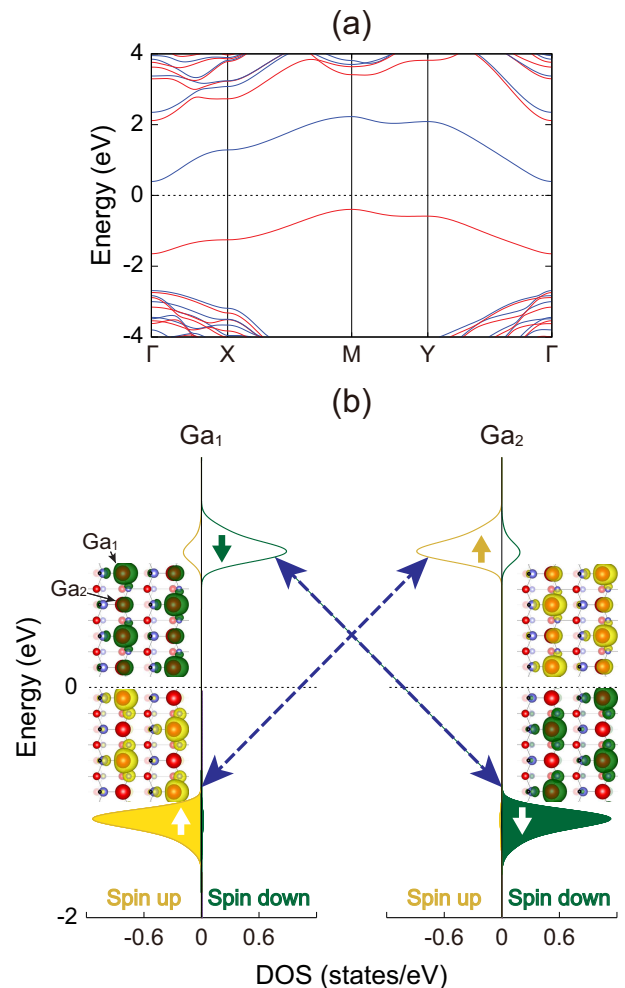 (a)
Energy (eV)
4
2
0
-2
-4
Γ X M Y Γ
(b)
Ga₁ Ga₂
Ga₁
Ga₂
Energy (eV)
0
-2
Spin up Spin down Spin up Spin down
-0.6 0 0.6 -0.6 0 0.6
DOS (states/eV)